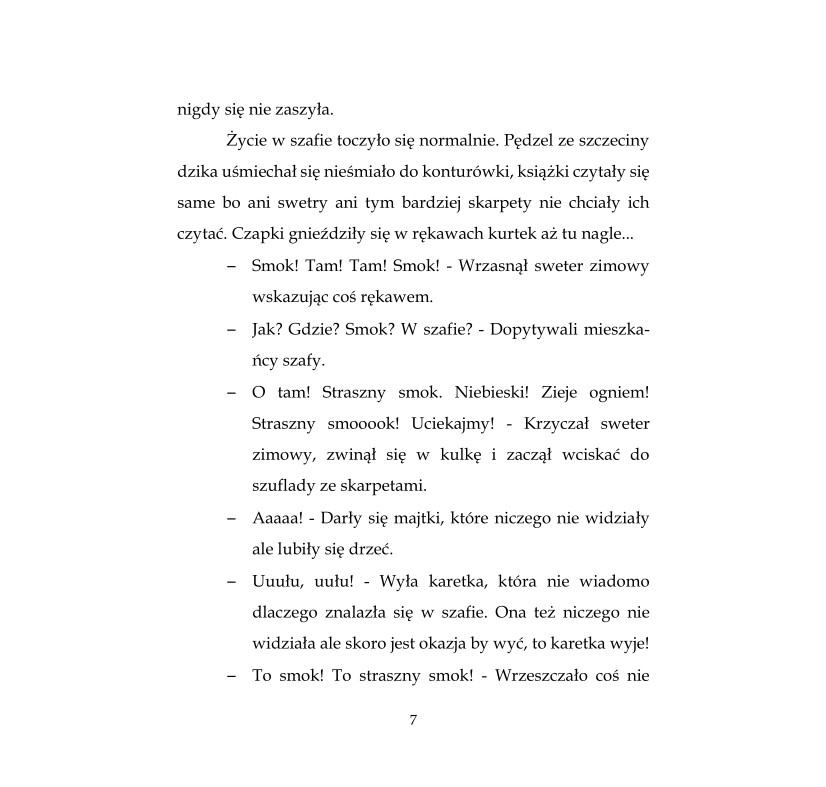 nigdy się nie zaszyła.
Życie w szafie toczyło się normalnie. Pędzel ze szczeciny
dzika uśmiechał się nieśmiało do konturówki, książki czytały się
same bo ani swetry ani tym bardziej skarpety nie chciały ich
czytać. Czapki gnieździły się w rękawach kurtek aż tu nagle...
– Smok! Tam! Tam! Smok! - Wrzasnął sweter zimowy
wskazując coś rękawem.
– Jak? Gdzie? Smok? W szafie? - Dopytywali mieszka-
ńcy szafy.
– O tam! Straszny smok. Niebieski! Zieje ogniem!
Straszny smooook! Uciekajmy! - Krzyczał sweter
zimowy, zwinął się w kulkę i zaczął wciskać do
szuflady ze skarpetami.
– Aaaaa! - Darły się majtki, które niczego nie widziały
ale lubiły się drzeć.
– Uuułu, uułu! - Wyła karetka, która nie wiadomo
dlaczego znalazła się w szafie. Ona też niczego nie
widziała ale skoro jest okazja by wyć, to karetka wyje!
– To smok! To straszny smok! - Wrzeszczało coś nie
7